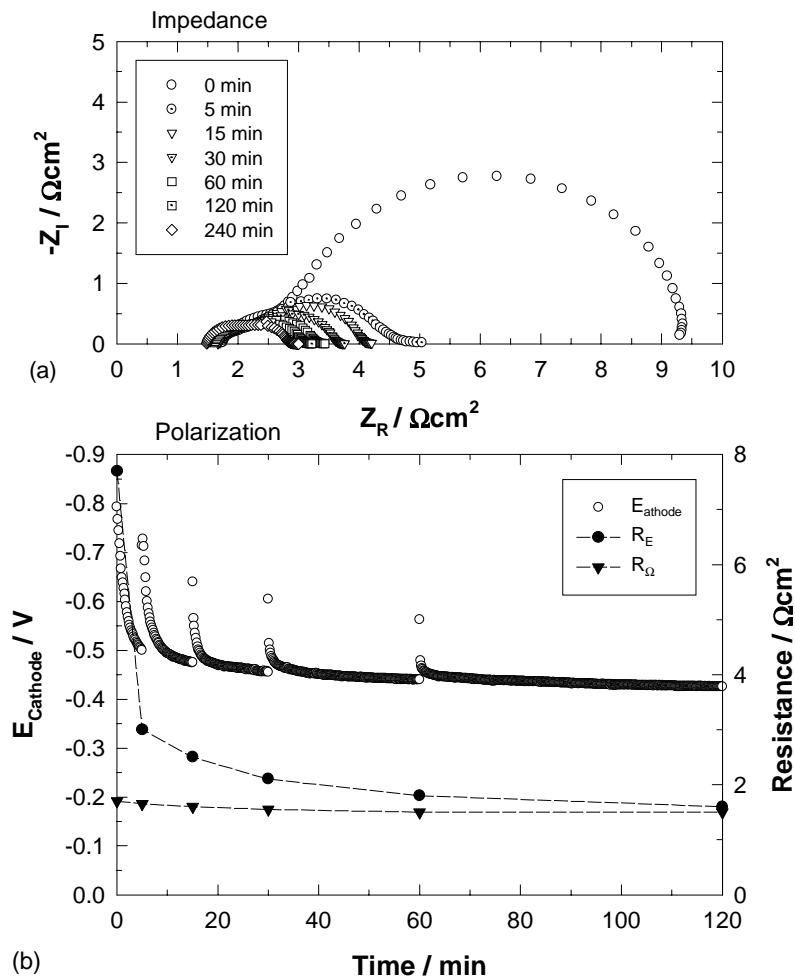 Impedance
5
4
3
2
1
0
-Z_I / Ωcm²
0 min
5 min
15 min
30 min
60 min
120 min
240 min
(a)
0 1 2 3 4 5 6 7 8 9 10
Z_R / Ωcm²
Polarization
-0.9
-0.8
-0.7
-0.6
-0.5
-0.4
-0.3
-0.2
-0.1
0.0
E_Cathode / V
E_athode
R_E
R_Ω
8
6
4
2
0
Resistance / Ωcm²
0 20 40 60 80 100 120
(b)
Time / min